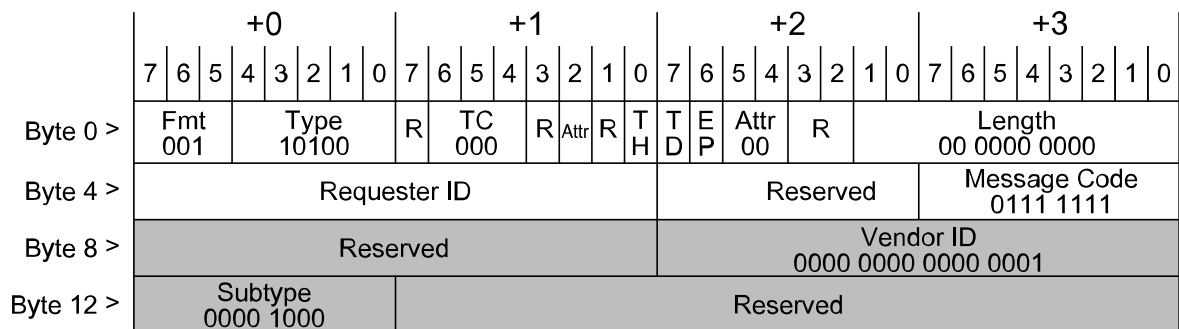 +0 +1 +2 +3
7 6 5 4 3 2 1 0 7 6 5 4 3 2 1 0 7 6 5 4 3 2 1 0 7 6 5 4 3 2 1 0
Byte 0 > Fmt Type R TC R Attr R T T E Attr R Length
001 10100 000 H D P 00 00 0000 0000
Byte 4 > Requester ID Reserved Message Code
0111 1111
Byte 8 > Reserved Vendor ID
0000 0000 0000 0001
Byte 12 > Subtype Reserved
0000 1000